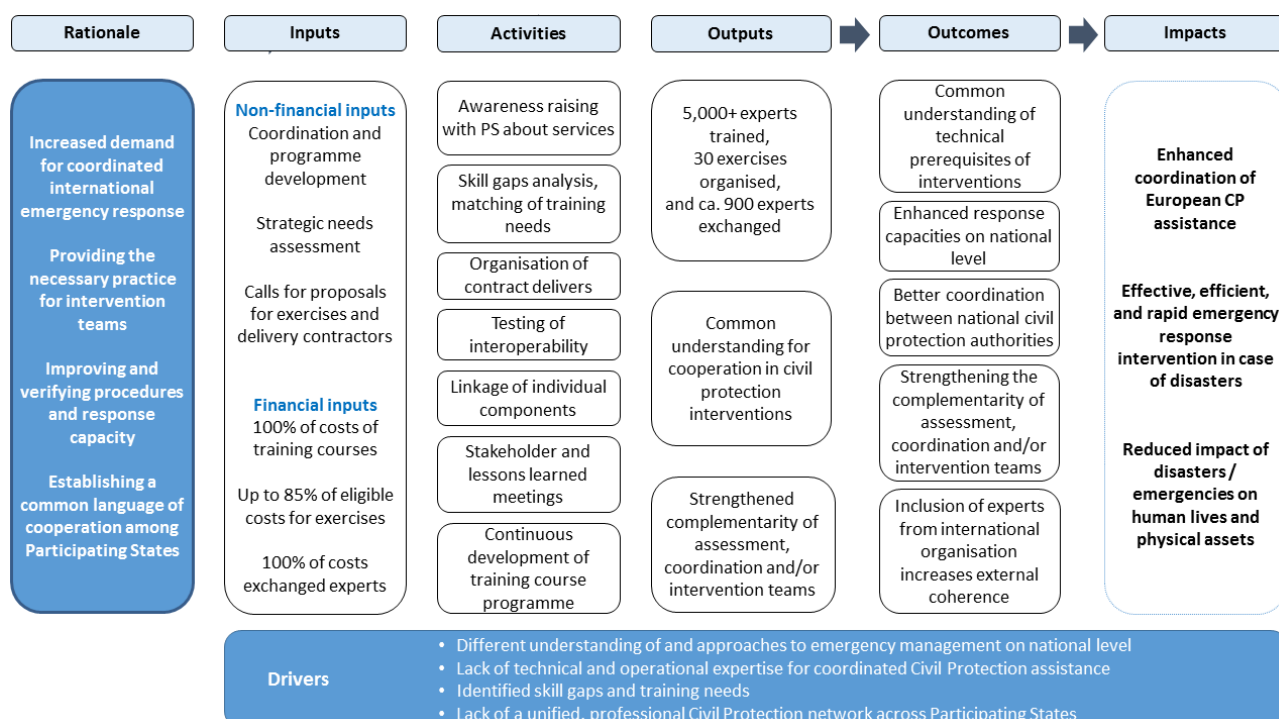 Rationale
Inputs
Activities
Outputs
Outcomes
Impacts
Increased demand
for coordinated
international
emergency response
Providing the
necessary practice
for intervention
teams
Improving and
verifying procedures
and response
capacity
Establishing a
common language of
cooperation among
Participating States
Non-financial inputs
Coordination and
programme
development
Strategic needs
assessment
Calls for proposals
for exercises and
delivery contractors
Financial inputs
100% of costs of
training courses
Up to 85% of eligible
costs for exercises
100% of costs
exchanged experts
Awareness raising
with PS about services
Skill gaps analysis,
matching of training
needs
Organisation of
contract delivers
Testing of
interoperability
Linkage of individual
components
Stakeholder and
lessons learned
meetings
Continuous
development of
training course
programme
5,000+ experts
trained,
30 exercises
organised,
and ca. 900 experts
exchanged
Common
understanding for
cooperation in civil
protection
interventions
Strengthened
complementarity of
assessment,
coordination and/or
intervention teams
Common
understanding of
technical
prerequisites of
interventions
Enhanced response
capacities on national
level
Better coordination
between national civil
protection authorities
Strengthening the
complementarity of
assessment,
coordination and/or
intervention teams
Inclusion of experts
from international
organisation
increases external
coherence
Enhanced
coordination of
European CP
assistance
Effective, efficient,
and rapid emergency
response
intervention in case
of disasters
Reduced impact of
disasters /
emergencies on
human lives and
physical assets
Drivers
• Different understanding of and approaches to emergency management on national level
• Lack of technical and operational expertise for coordinated Civil Protection assistance
• Identified skill gaps and training needs
• Lack of a unified, professional Civil Protection network across Participating States